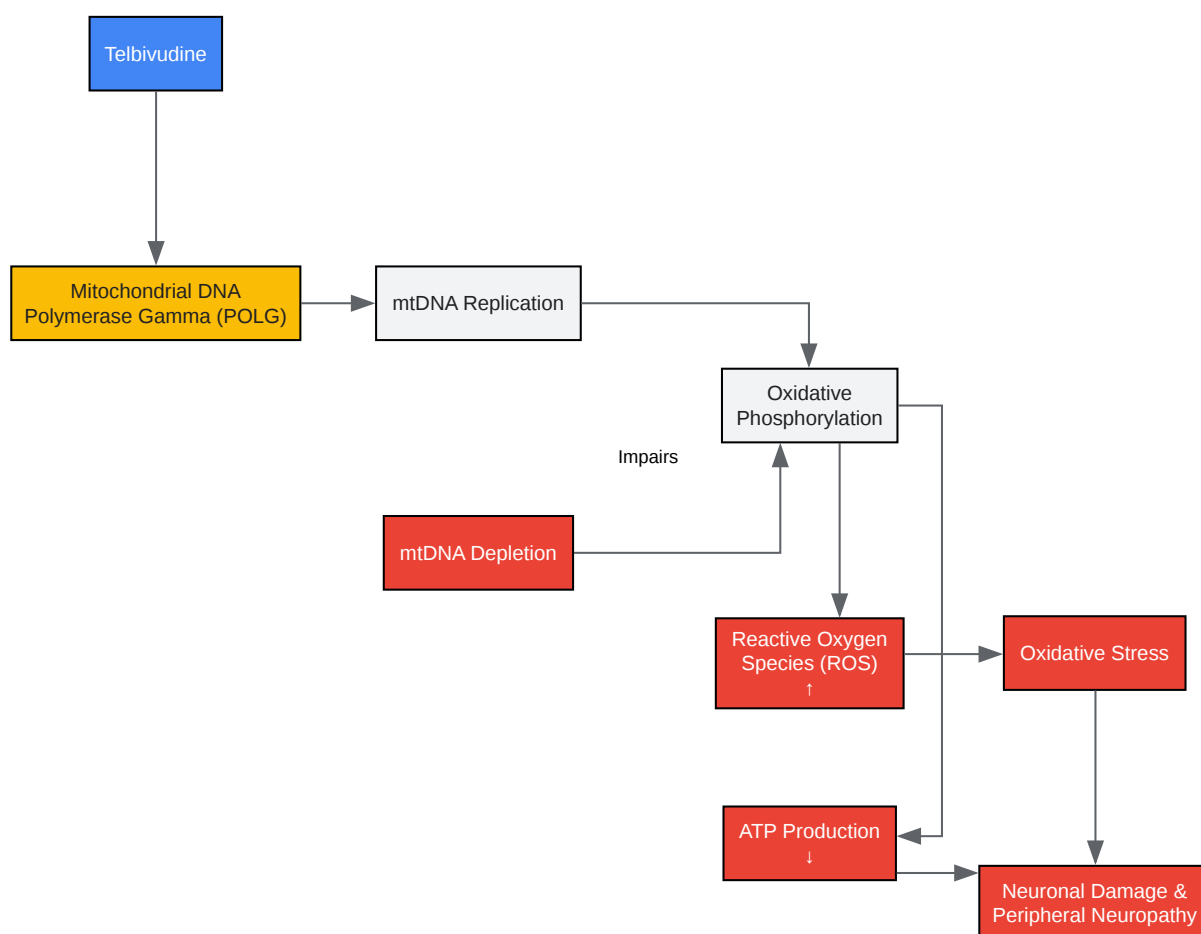 Telbivudine
Mitochondrial DNA
Polymerase Gamma (POLG)
mtDNA Replication
Oxidative
Phosphorylation
Impairs
mtDNA Depletion
Reactive Oxygen
Species (ROS)
↑
Oxidative Stress
ATP Production
↓
Neuronal Damage &
Peripheral Neuropathy